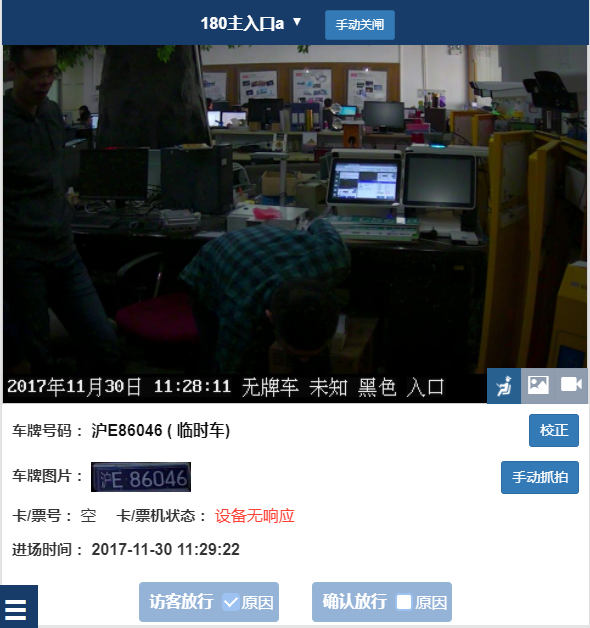 180主入口a ▼ 手动关闸
2017年11月30日 11:28:11 无牌车 未知 黑色 入口
车牌号码： 沪E86046 ( 临时车) 校正
车牌图片： 沪E 86046 手动抓拍
卡/票号： 空 卡/票机状态： 设备无响应
进场时间： 2017-11-30 11:29:22
访客放行 原因 确认放行 原因